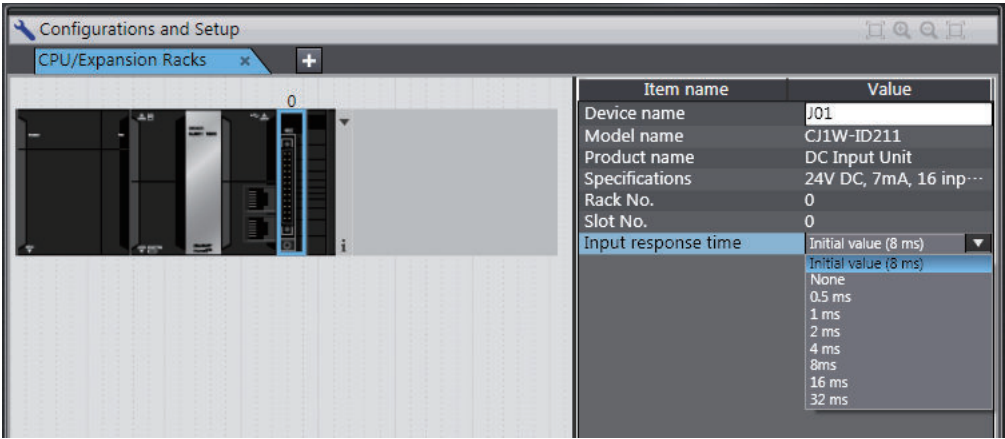 Configurations and Setup
CPU/Expansion Racks × +
0
i
Item name Value
Device name J01
Model name CJ1W-ID211
Product name DC Input Unit
Specifications 24V DC, 7mA, 16 inp···
Rack No. 0
Slot No. 0
Input response time Initial value (8 ms)
Initial value (8 ms)
None
0.5 ms
1 ms
2 ms
4 ms
8ms
16 ms
32 ms